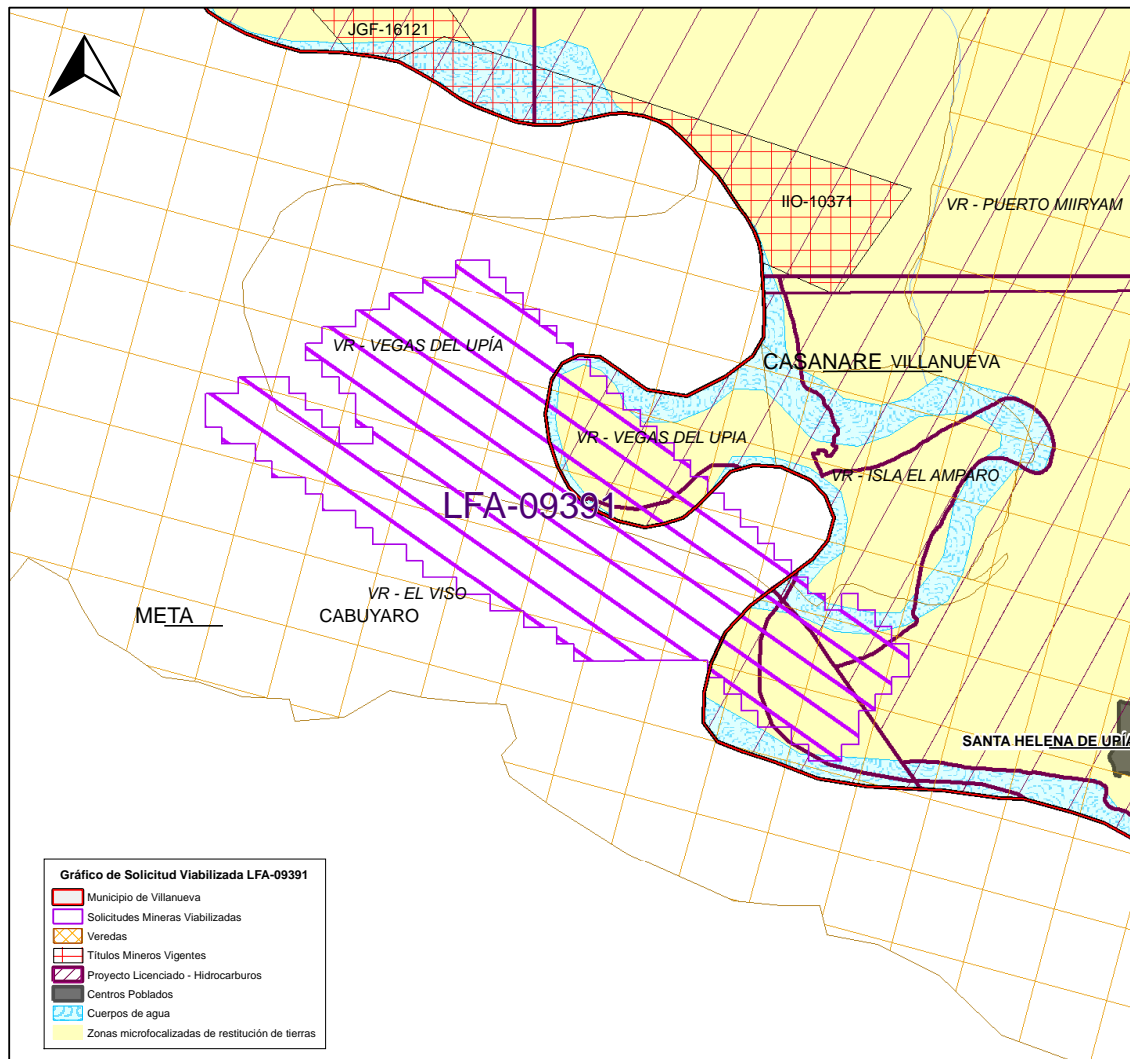 JGF-16121
IIO-10371
VR - PUERTO MIIRYAM
VR - VEGAS DEL UPÍA
CASANARE VILLANUEVA
VR - VEGAS DEL UPIA
VR - ISLA EL AMPARO
LFA-09391
VR - EL VISO
META
CABUYARO
SANTA HELENA DE UPÍA
Gráfico de Solicitud Viabilizada LFA-09391
Municipio de Villanueva
Solicitudes Mineras Viabilizadas
Veredas
Títulos Mineros Vigentes
Proyecto Licenciado - Hidrocarburos
Centros Poblados
Cuerpos de agua
Zonas microfocalizadas de restitución de tierras